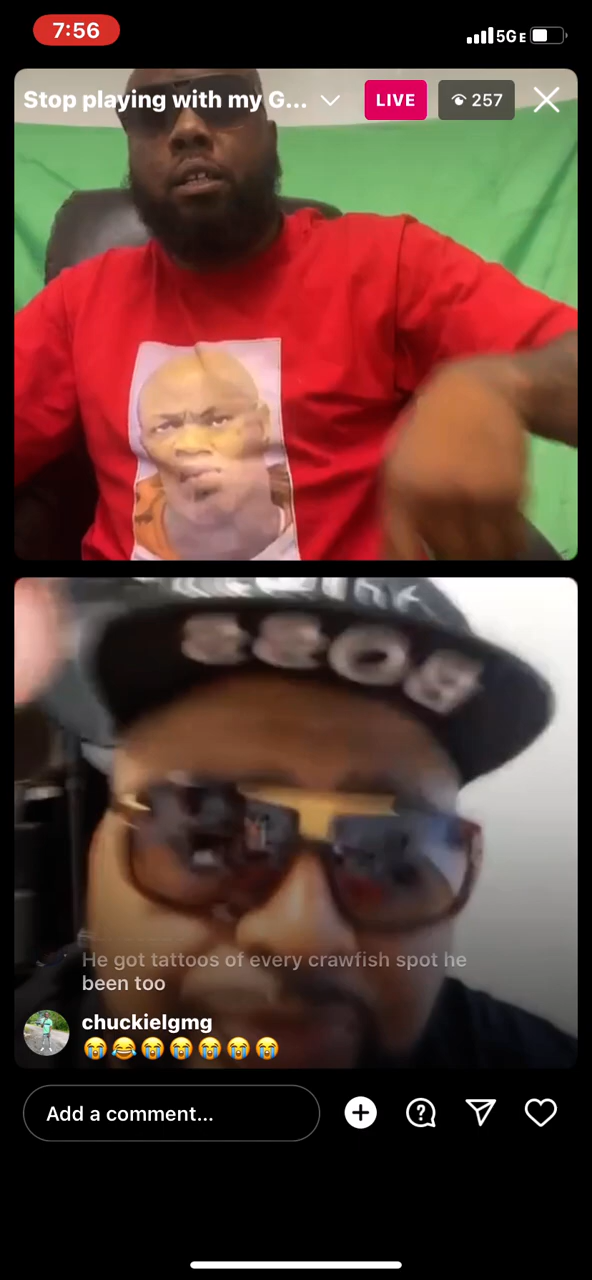 7:56
5GE
Stop playing with my G...
LIVE
257
BOSS
He got tattoos of every crawfish spot he
been too
chuckielgmg
😭😂😭😭😭😭😭
Add a comment...